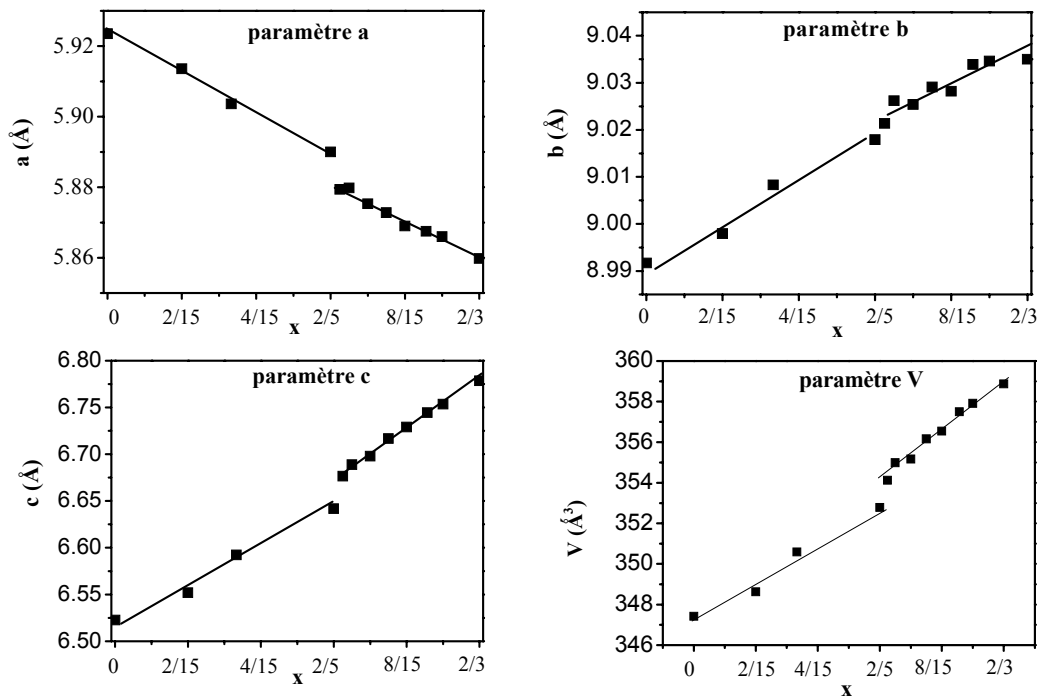 paramètre a
5.92
5.90
5.88
5.86
a (Å)
0 2/15 4/15 2/5 8/15 2/3
x
paramètre b
9.04
9.03
9.02
9.01
9.00
8.99
b (Å)
0 2/15 4/15 2/5 8/15 2/3
x
paramètre c
6.80
6.75
6.70
6.65
6.60
6.55
6.50
c (Å)
0 2/15 4/15 2/5 8/15 2/3
x
paramètre V
360
358
356
354
352
350
348
346
V (Å³)
0 2/15 4/15 2/5 8/15 2/3
x